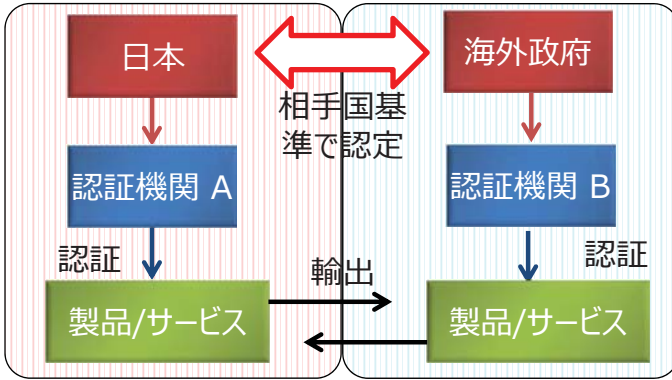 日本
海外政府
相手国基
準で認定
認証機関 A
認証機関 B
認証
認証
輸出
製品/サービス
製品/サービス